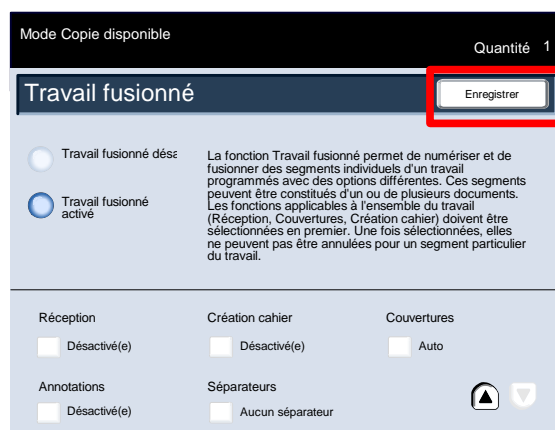 Mode Copie disponible
Quantité 1
Travail fusionné
Enregistrer
Travail fusionné désa
Travail fusionné
activé
La fonction Travail fusionné permet de numériser et de
fusionner des segments individuels d'un travail
programmés avec des options différentes. Ces segments
peuvent être constitués d'un ou de plusieurs documents.
Les fonctions applicables à l'ensemble du travail
(Réception, Couvertures, Création cahier) doivent être
sélectionnées en premier. Une fois sélectionnées, elles
ne peuvent pas être annulées pour un segment particulier
du travail.
Réception
Création cahier
Couvertures
Désactivé(e)
Désactivé(e)
Auto
Annotations
Séparateurs
Désactivé(e)
Aucun séparateur